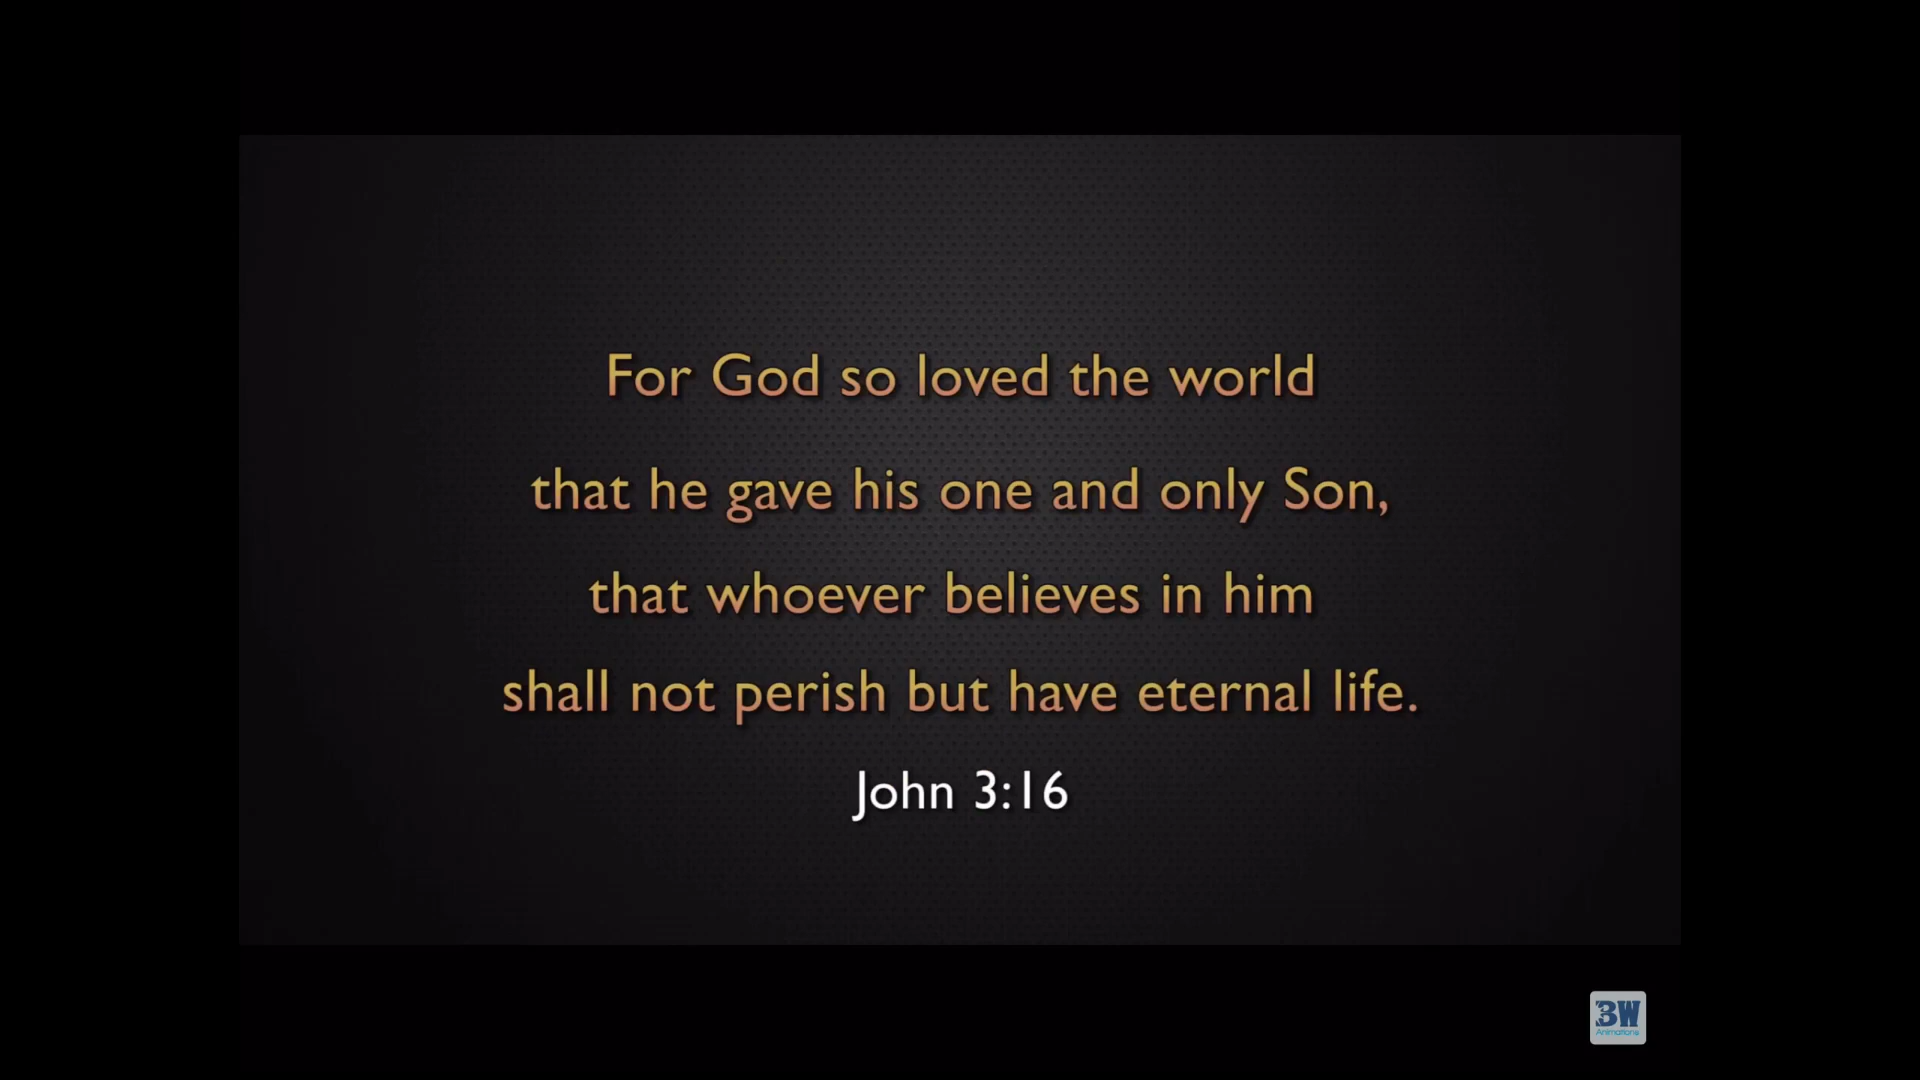 For God so loved the world
that he gave his one and only Son,
that whoever believes in him
shall not perish but have eternal life.
John 3:16
3W
Animations